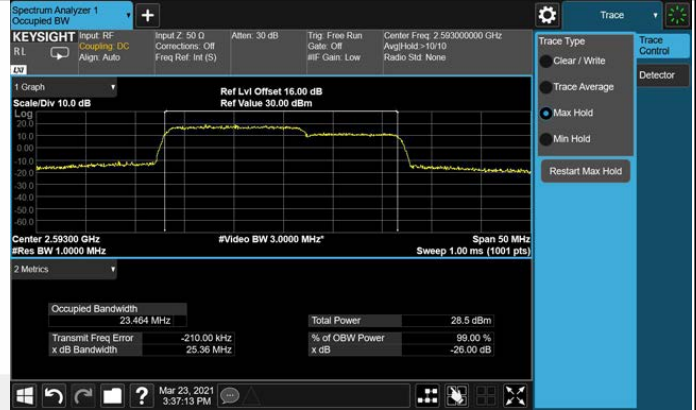 Spectrum Analyzer 1
Occupied BW
Trace
KEYSIGHT Input: RF Input Z: 50 Ω Atten: 30 dB Trig: Free Run Center Freq: 2.593000000 GHz
RL Coupling: DC Corrections: Off Gate: Off Avg|Hold:>10/10
Align: Auto Freq Ref: Int (S) #IF Gain: Low Radio Std: None
LXI
1 Graph
Ref Lvl Offset 16.00 dB
Scale/Div 10.0 dB Ref Value 30.00 dBm
Log
20.0
10.0
0.00
-10.0
-20.0
-30.0
-40.0
-50.0
-60.0
Center 2.59300 GHz #Video BW 3.0000 MHz* Span 50 MHz
#Res BW 1.0000 MHz Sweep 1.00 ms (1001 pts)
2 Metrics
Occupied Bandwidth
23.464 MHz Total Power 28.5 dBm
Transmit Freq Error -210.00 kHz % of OBW Power 99.00 %
x dB Bandwidth 25.36 MHz x dB -26.00 dB
Mar 23, 2021
3:37:13 PM
Trace Type
Clear / Write
Trace Average
Max Hold
Min Hold
Restart Max Hold
Trace
Control
Detector